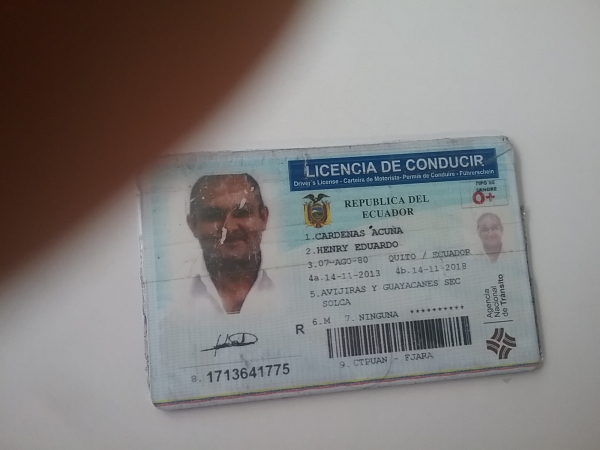 LICENCIA DE CONDUCIR
Driver's License - Carteira de Motorista - Permis de Conduire - Führerschein
TIPO DE
SANGRE
O+
REPUBLICA DEL
ECUADOR
1.CARDENAS ACUÑA
2.HENRY EDUARDO
3.07-AGO-80 QUITO / ECUADOR
4a.14-11-2013 4b.14-11-2018
5.AVIJIRAS Y GUAYACANES SEC
SOLCA
R 6.M 7.NINGUNA **********
8. 1713641775
9.CTPUAN - FJARA
Agencia
Nacional
de Tránsito